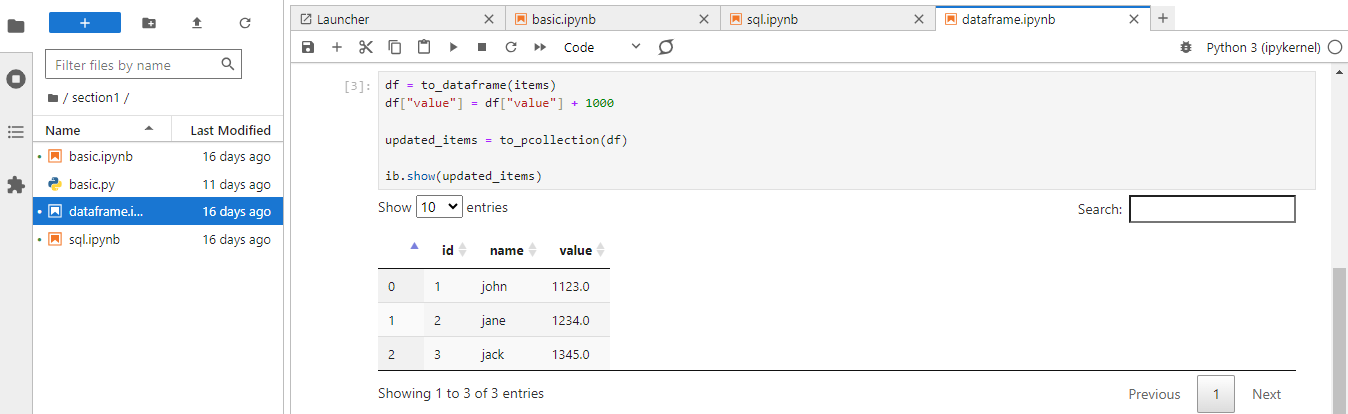 Launcher
basic.ipynb
sql.ipynb
dataframe.ipynb
Code
Python 3 (ipykernel)
Filter files by name
/ section1 /
Name Last Modified
basic.ipynb 16 days ago
basic.py 11 days ago
dataframe.i... 16 days ago
sql.ipynb 16 days ago
[3]:
df = to_dataframe(items)
df["value"] = df["value"] + 1000
updated_items = to_pcollection(df)
ib.show(updated_items)
Show 10 entries
Search:
id name value
0 1 john 1123.0
1 2 jane 1234.0
2 3 jack 1345.0
Showing 1 to 3 of 3 entries
Previous 1 Next